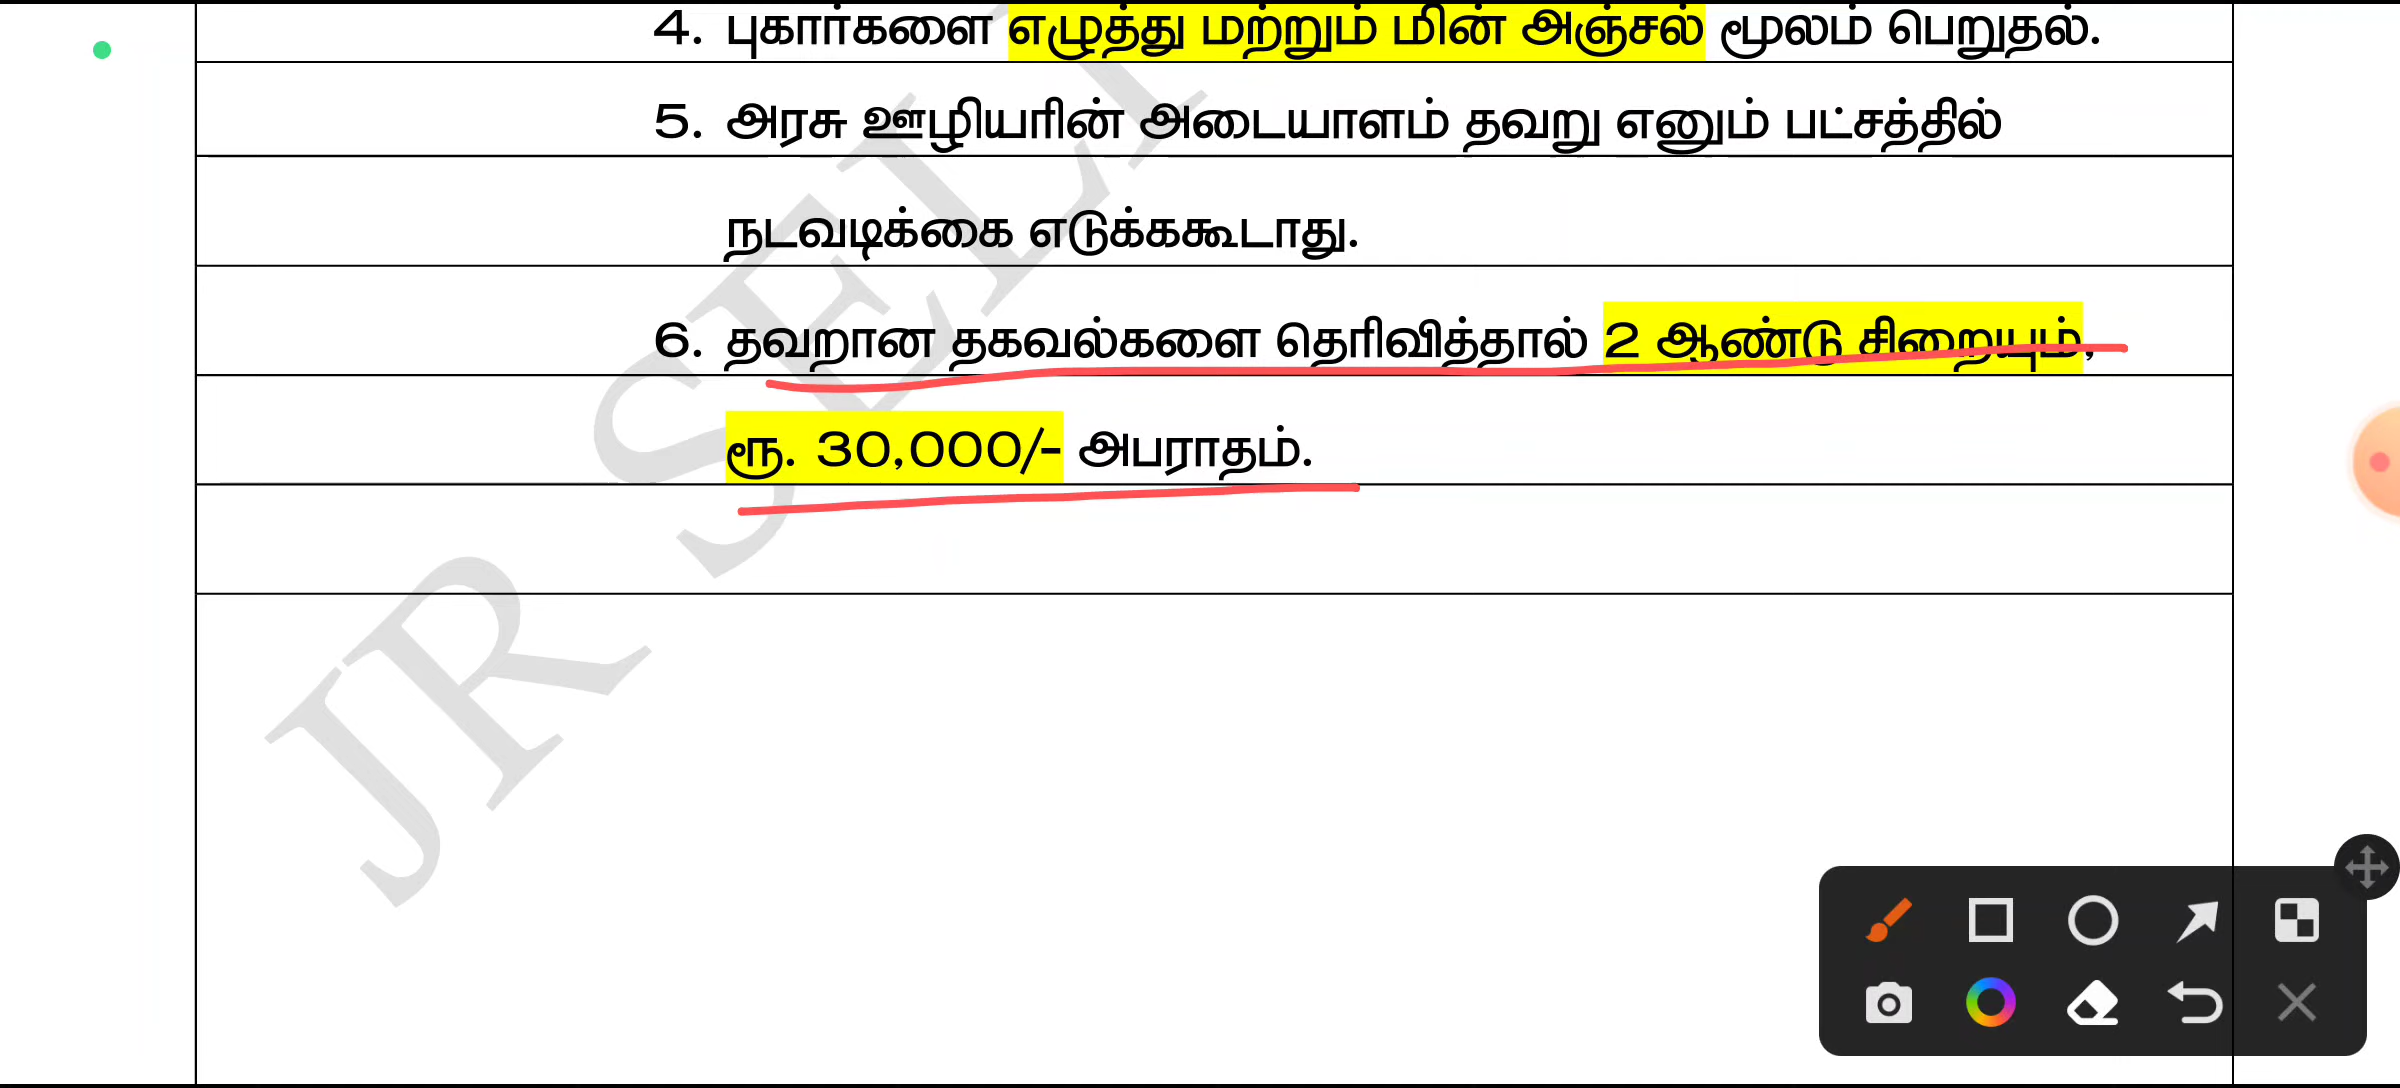 4. புகார்களை எழுத்து மற்றும் மின் அஞ்சல் மூலம் பெறுதல்.
5. அரசு ஊழியரின் அடையாளம் தவறு எனும் பட்சத்தில்
நடவடிக்கை எடுக்ககூடாது.
6. தவறான தகவல்களை தெரிவித்தால் 2 ஆண்டு சிறையும்,
ரூ. 30,000/- அபராதம்.
JR SELF